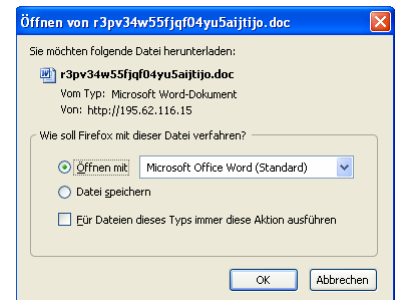 Öffnen von r3pv34w55fjqf04yu5aijtijo.doc
Sie möchten folgende Datei herunterladen:
r3pv34w55fjqf04yu5aijtijo.doc
Vom Typ: Microsoft Word-Dokument
Von: http://195.62.116.15
Wie soll Firefox mit dieser Datei verfahren?
Öffnen mit Microsoft Office Word (Standard)
Datei speichern
Für Dateien dieses Typs immer diese Aktion ausführen
OK Abbrechen